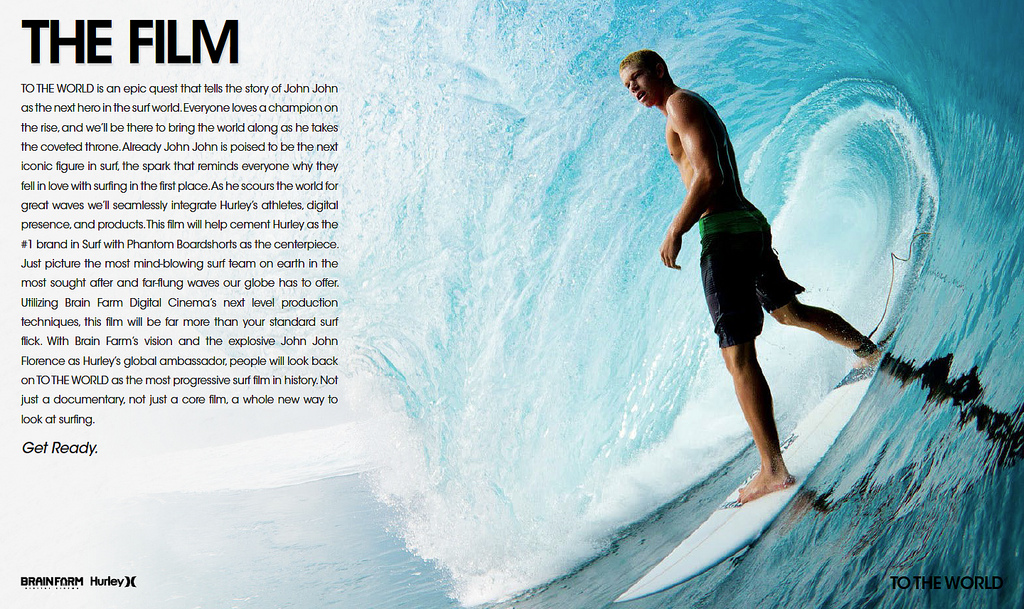 THE FILM
TO THE WORLD is an epic quest that tells the story of John John
as the next hero in the surf world. Everyone loves a champion on
the rise, and we'll be there to bring the world along as he takes
the coveted throne. Already John John is poised to be the next
iconic figure in surf, the spark that reminds everyone why they
fell in love with surfing in the first place. As he scours the world for
great waves we'll seamlessly integrate Hurley's athletes, digital
presence, and products. This film will help cement Hurley as the
#1 brand in Surf with Phantom Boardshorts as the centerpiece.
Just picture the most mind-blowing surf team on earth in the
most sought after and far-flung waves our globe has to offer.
Utilizing Brain Farm Digital Cinema's next level production
techniques, this film will be far more than your standard surf
flick. With Brain Farm's vision and the explosive John John
Florence as Hurley's global ambassador, people will look back
on TO THE WORLD as the most progressive surf film in history. Not
just a documentary, not just a core film, a whole new way to
look at surfing.
Get Ready.
BRAINFARM Hurley
DIGITAL CINEMA
TO THE WORLD